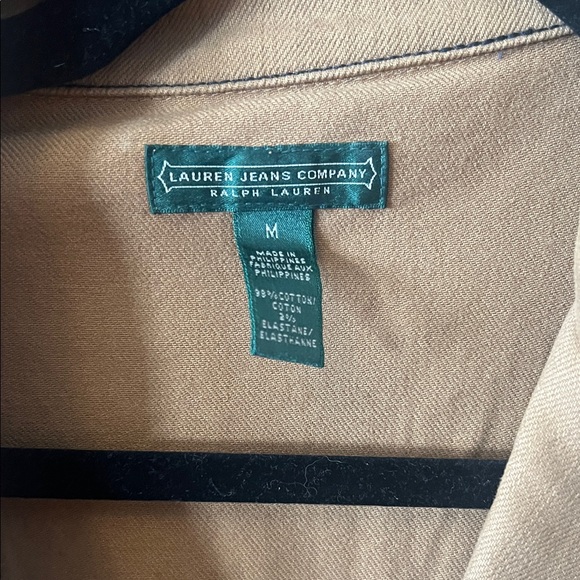 LAUREN JEANS COMPANY
RALPH LAUREN
M
MADE IN
PHILIPPINES
FABRIQUE AUX
PHILIPPINES
98% COTTON/
COTON
2%
ELASTANE/
ELASTHANNE